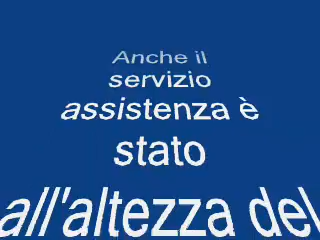 Anche il
servizio
assistenza è
stato
all'altezza del